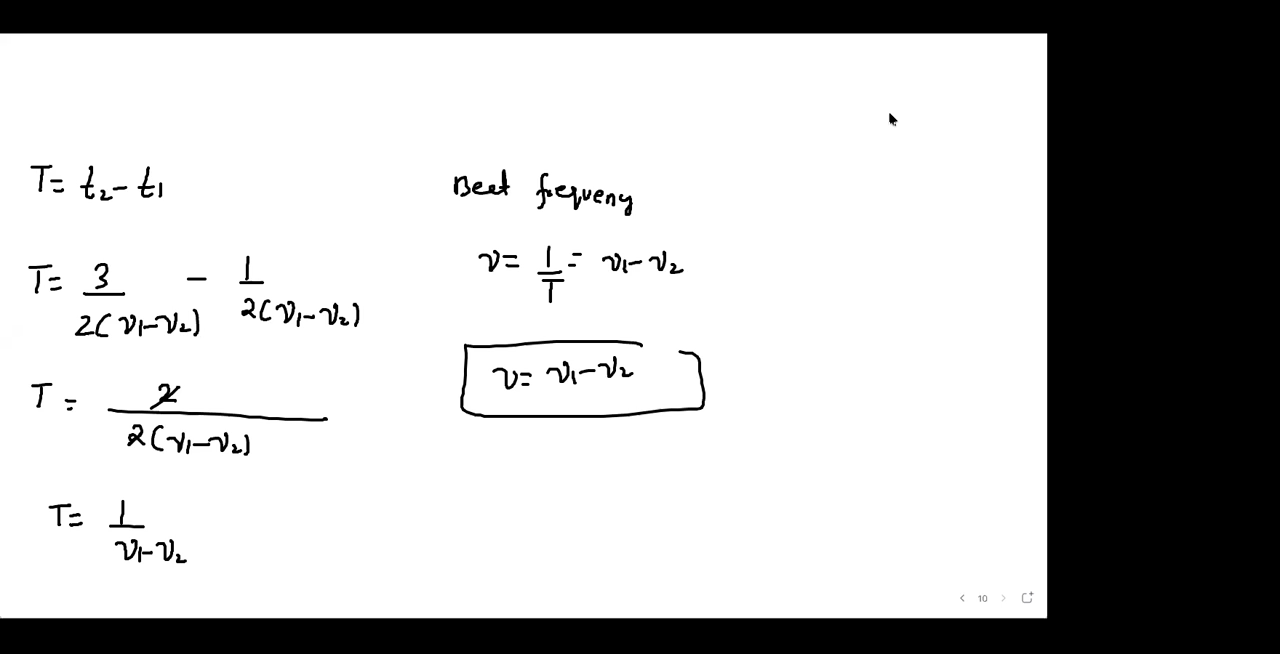 T= t₂-t₁
T= 3/2(ν₁-ν₂) - 1/2(ν₁-ν₂)
T = 2/2(ν₁-ν₂)
T= 1/ν₁-ν₂
Beat frequeny
ν= 1/T = ν₁-ν₂
ν= ν₁-ν₂
10